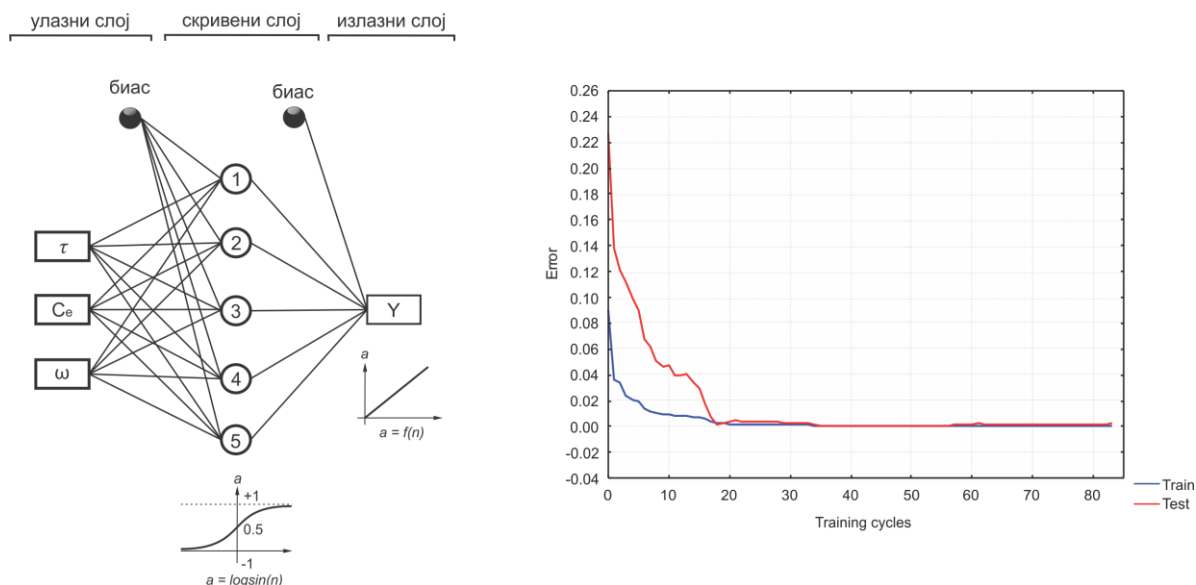 улазни слој
скривени слој
излазни слој
биас
биас
1
2
3
4
5
τ
Ce
ω
Y
a
a = f(n)
a
+1
0.5
-1
a = logsin(n)
0.26
0.24
0.22
0.20
0.18
0.16
0.14
0.12
0.10
0.08
0.06
0.04
0.02
0.00
-0.02
-0.04
Error
0
10
20
30
40
50
60
70
80
Training cycles
Train
Test